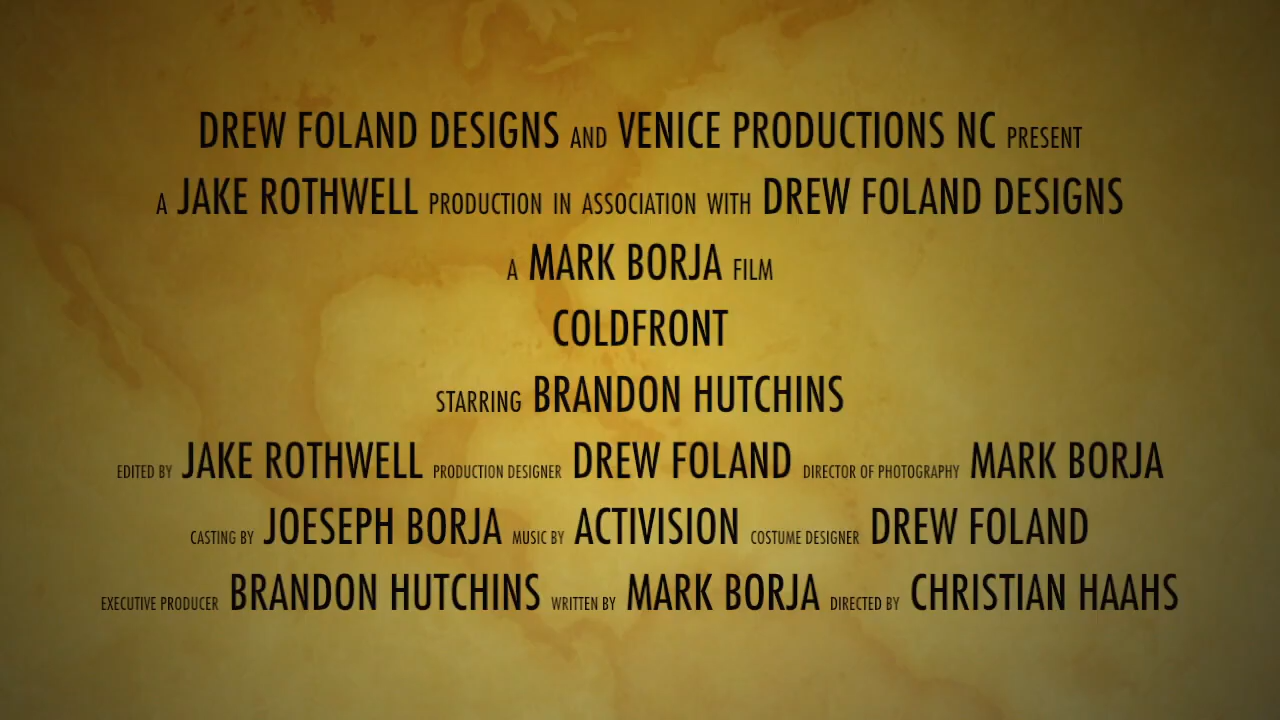 DREW FOLAND DESIGNS AND VENICE PRODUCTIONS NC PRESENT
A JAKE ROTHWELL PRODUCTION IN ASSOCIATION WITH DREW FOLAND DESIGNS
A MARK BORJA FILM
COLDFRONT
STARRING BRANDON HUTCHINS
EDITED BY JAKE ROTHWELL PRODUCTION DESIGNER DREW FOLAND DIRECTOR OF PHOTOGRAPHY MARK BORJA
CASTING BY JOESEPH BORJA MUSIC BY ACTIVISION COSTUME DESIGNER DREW FOLAND
EXECUTIVE PRODUCER BRANDON HUTCHINS WRITTEN BY MARK BORJA DIRECTED BY CHRISTIAN HAAHS